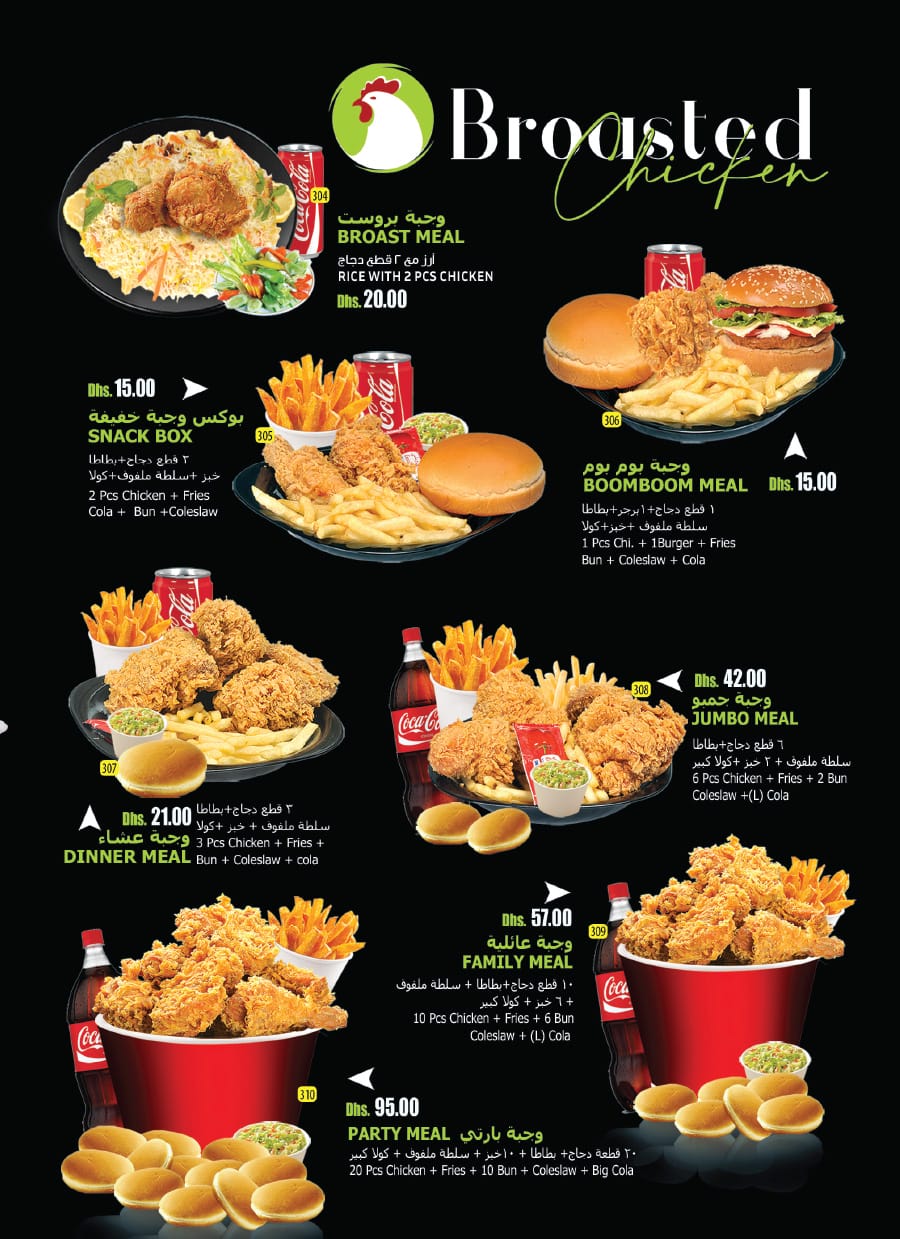 Broasted
Chicken
Coca-Cola
304
وجبة بروست
BROAST MEAL
أرز مع ٢ قطع دجاج
RICE WITH 2 PCS CHICKEN
Dhs. 20.00
Dhs. 15.00
بوكس وجبة خفيفة
SNACK BOX
٢ قطع دجاج+بطاطا
خبز +سلطة ملفوف+كولا
2 Pcs Chicken + Fries
Cola + Bun +Coleslaw
305
306
وجبة بوم بوم
BOOMBOOM MEAL
Dhs. 15.00
١ قطع دجاج+١برجر+بطاطا
سلطة ملفوف +خبز+كولا
1 Pcs Chi. + 1Burger + Fries
Bun + Coleslaw + Cola
307
Dhs. 21.00
وجبة عشاء
DINNER MEAL
٣ قطع دجاج+بطاطا
سلطة ملفوف + خبز +كولا
3 Pcs Chicken + Fries +
Bun + Coleslaw + cola
Coca-Co
308
Dhs. 42.00
وجبة جمبو
JUMBO MEAL
٦ قطع دجاج+بطاطا
سلطة ملفوف + ٢ خبز +كولا كبير
6 Pcs Chicken + Fries + 2 Bun
Coleslaw +(L) Cola
309
Dhs. 57.00
وجبة عائلية
FAMILY MEAL
١٠ قطع دجاج+بطاطا + سلطة ملفوف
+ ٦ خبز + كولا كبير
10 Pcs Chicken + Fries + 6 Bun
Coleslaw + (L) Cola
310
Dhs. 95.00
PARTY MEAL وجبة بارتي
٢٠ قطعة دجاج+ بطاطا + ١٠خبز + سلطة ملفوف + كولا كبير
20 Pcs Chicken + Fries + 10 Bun + Coleslaw + Big Cola